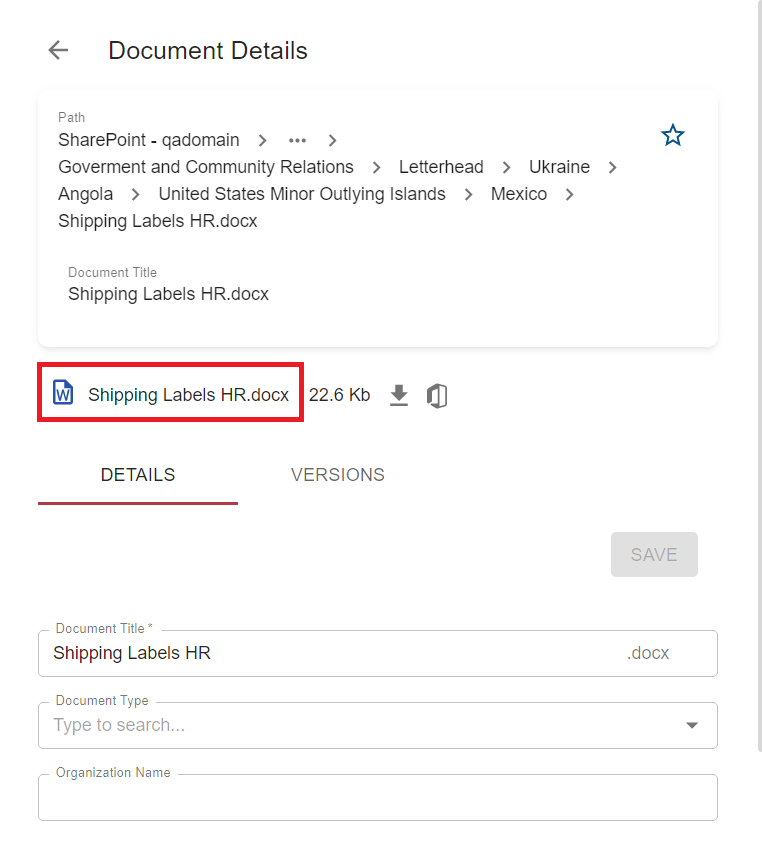 Document Details
Path
SharePoint - qadomain > ••• >
Goverment and Community Relations > Letterhead > Ukraine >
Angola > United States Minor Outlying Islands > Mexico >
Shipping Labels HR.docx
Document Title
Shipping Labels HR.docx
W Shipping Labels HR.docx 22.6 Kb
DETAILS VERSIONS
SAVE
Document Title *
Shipping Labels HR .docx
Document Type
Type to search...
Organization Name